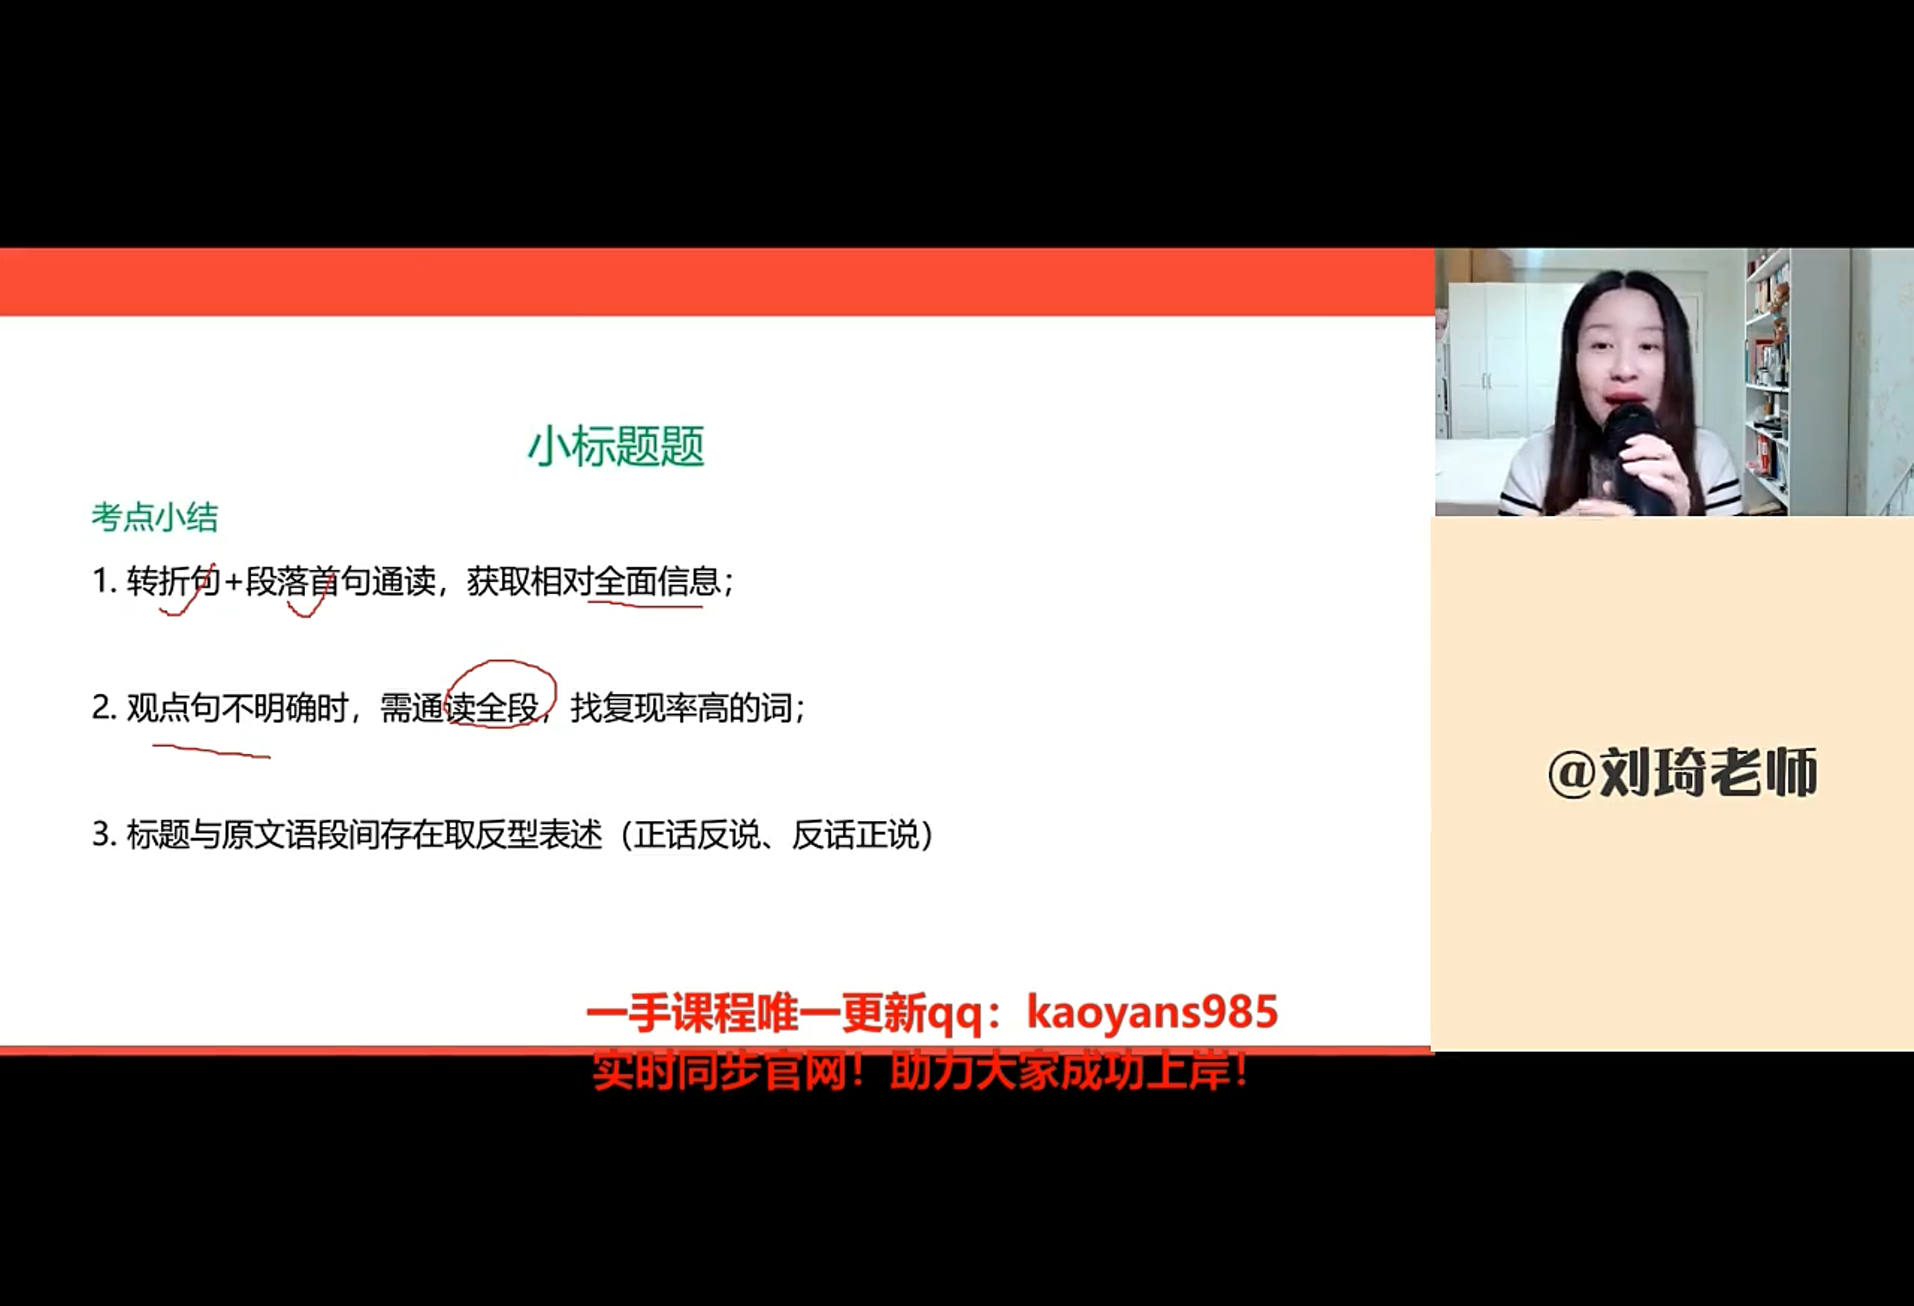 小标题题
考点小结
1. 转折句+段落首句通读，获取相对全面信息；
2. 观点句不明确时，需通读全段，找复现率高的词；
3. 标题与原文语段间存在取反型表述（正话反说、反话正说）
@刘琦老师
一手课程唯一更新qq：kaoyans985
实时同步官网！助力大家成功上岸！